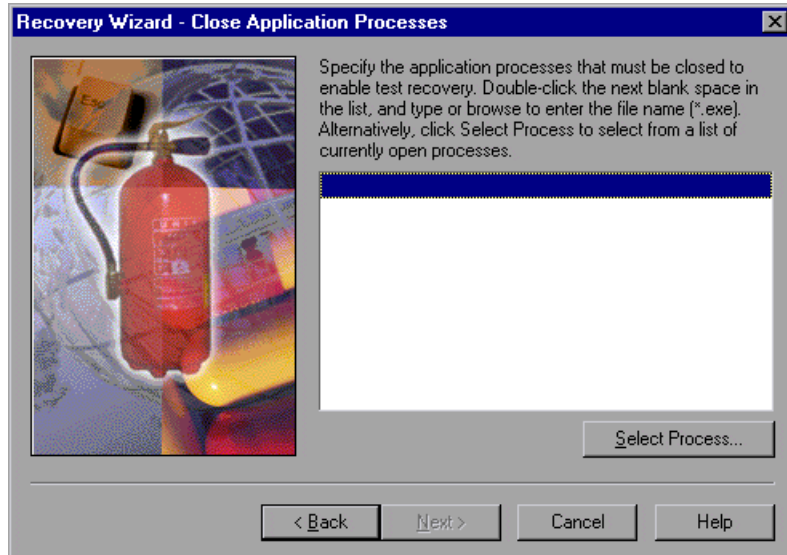 Recovery Wizard - Close Application Processes
Specify the application processes that must be closed to
enable test recovery. Double-click the next blank space in
the list, and type or browse to enter the file name (*.exe).
Alternatively, click Select Process to select from a list of
currently open processes.
Esc
Select Process...
< Back
Next >
Cancel
Help